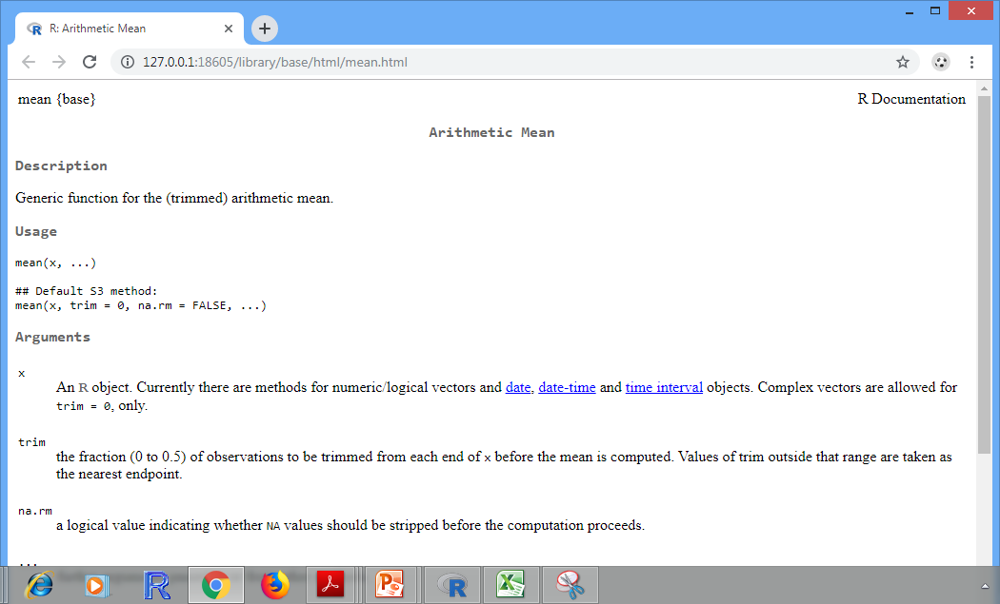 R: Arithmetic Mean
127.0.0.1:18605/library/base/html/mean.html
mean {base} R Documentation
Arithmetic Mean
Description
Generic function for the (trimmed) arithmetic mean.
Usage
mean(x, ...)
## Default S3 method:
mean(x, trim = 0, na.rm = FALSE, ...)
Arguments
x
An R object. Currently there are methods for numeric/logical vectors and date, date-time and time interval objects. Complex vectors are allowed for
trim = 0, only.
trim
the fraction (0 to 0.5) of observations to be trimmed from each end of x before the mean is computed. Values of trim outside that range are taken as
the nearest endpoint.
na.rm
a logical value indicating whether NA values should be stripped before the computation proceeds.
...